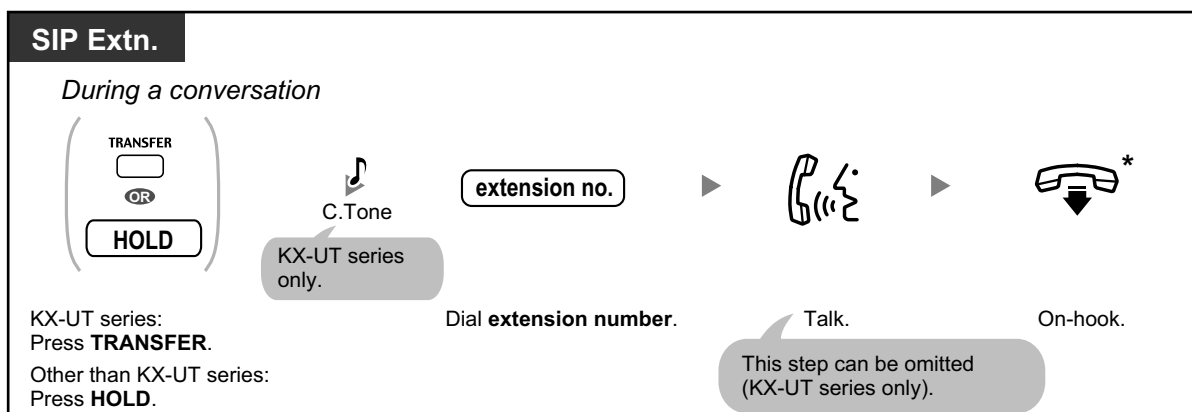 SIP Extn.
During a conversation
TRANSFER
OR
HOLD
C.Tone
KX-UT series
only.
extension no.
*
KX-UT series:
Press TRANSFER.
Other than KX-UT series:
Press HOLD.
Dial extension number.
Talk.
This step can be omitted
(KX-UT series only).
On-hook.